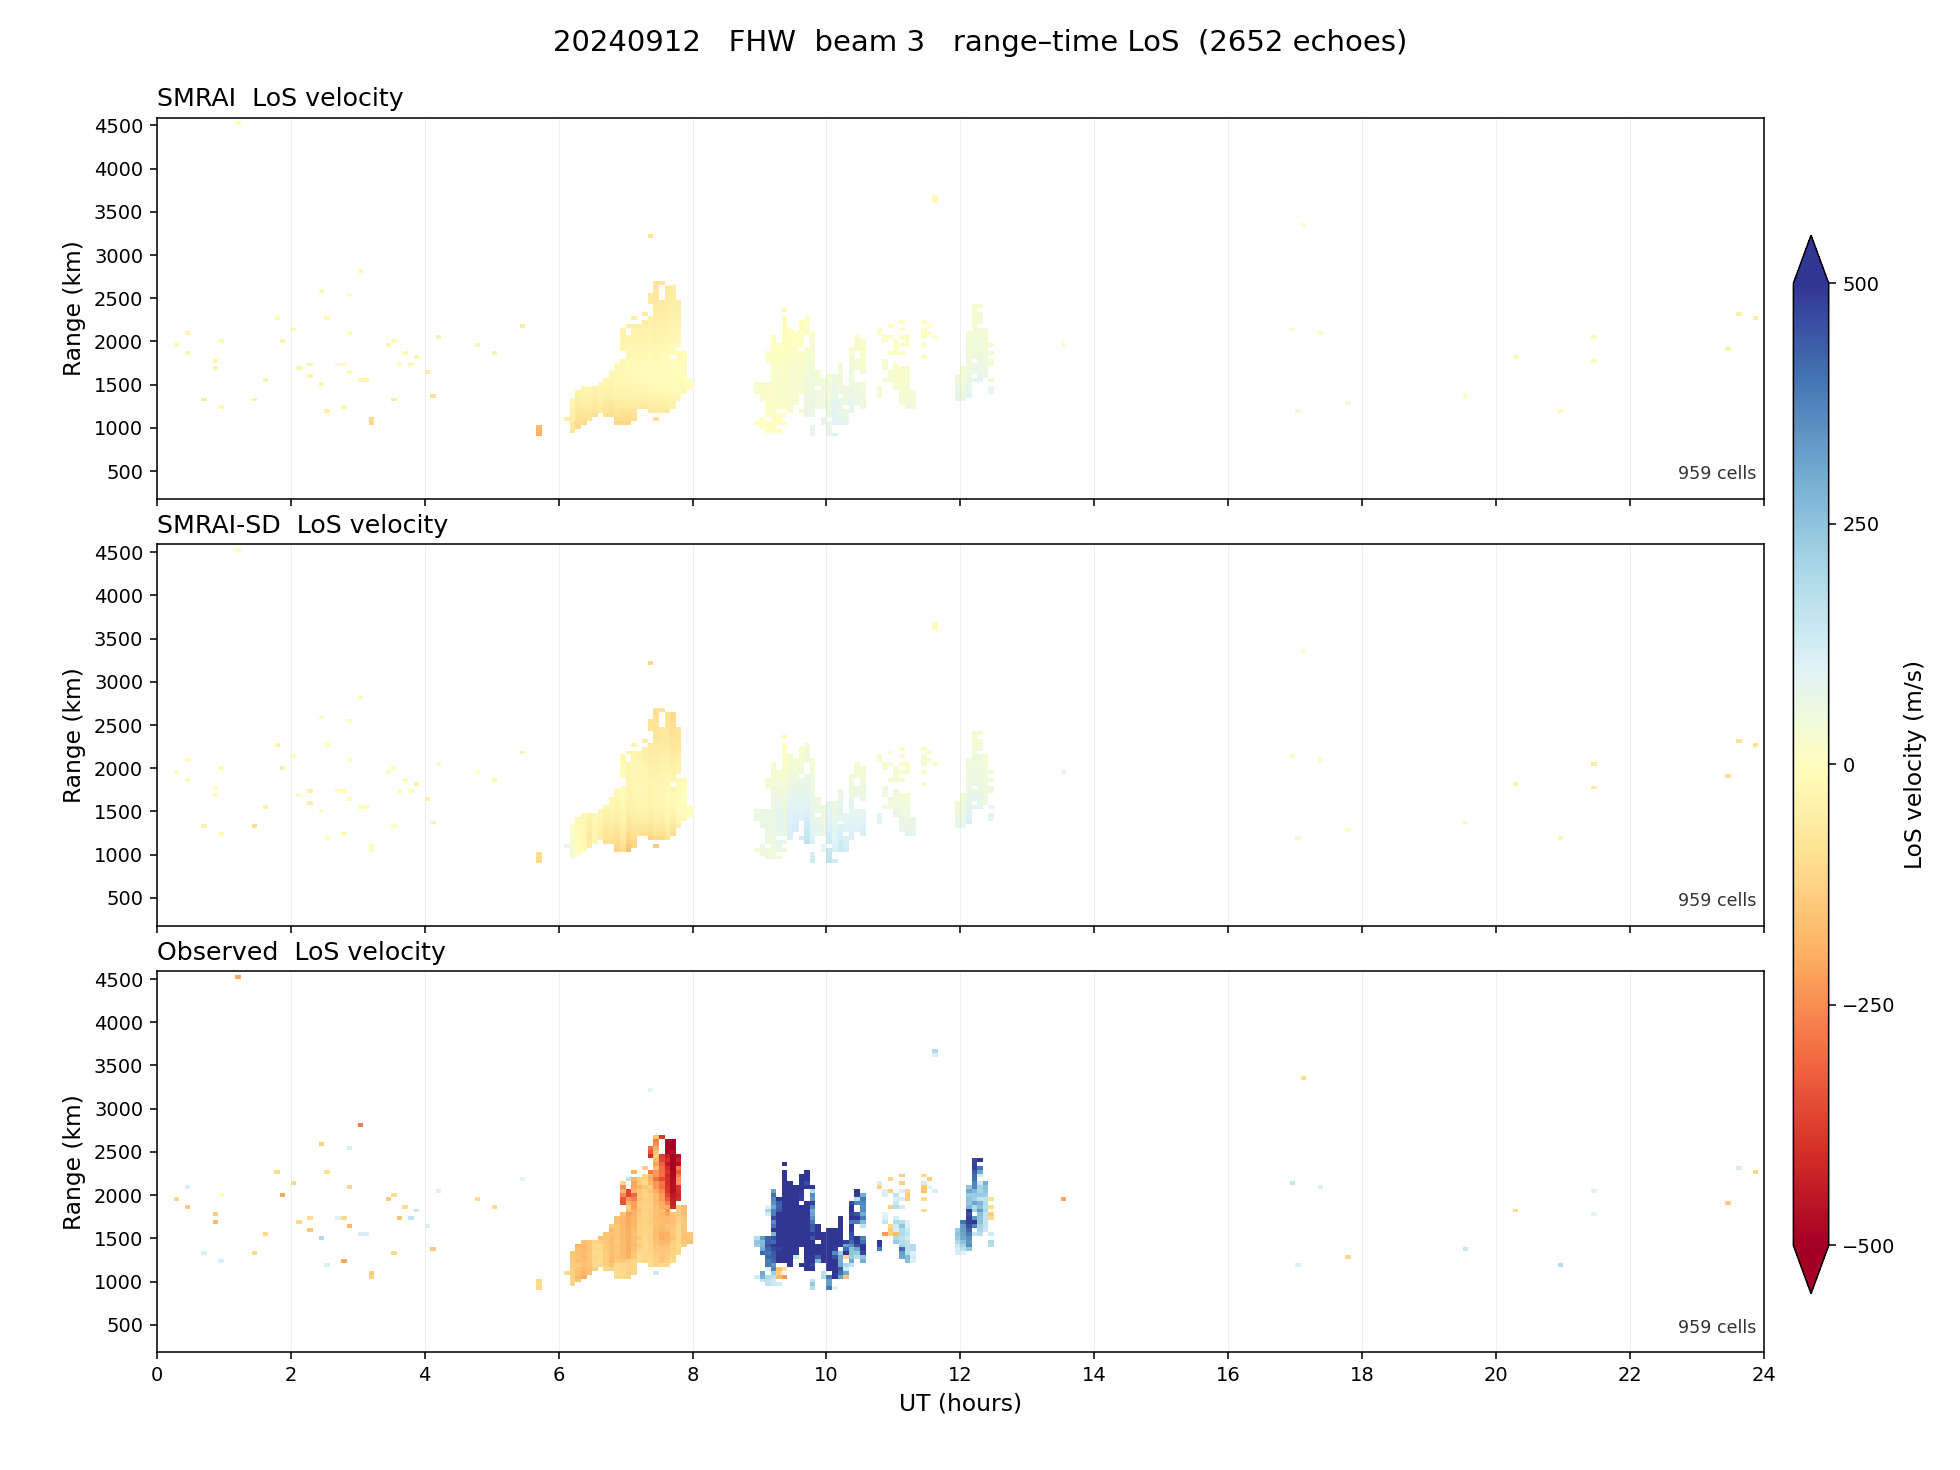 20240912   FHW  beam 3   range–time LoS  (2652 echoes)
SMRAI  LoS velocity
4500
4000
3500
3000
2500
2000
1500
1000
500
Range (km)
959 cells
SMRAI-SD  LoS velocity
4500
4000
3500
3000
2500
2000
1500
1000
500
Range (km)
959 cells
Observed  LoS velocity
4500
4000
3500
3000
2500
2000
1500
1000
500
Range (km)
959 cells
0 2 4 6 8 10 12 14 16 18 20 22 24
UT (hours)
500
250
0
−250
−500
LoS velocity (m/s)